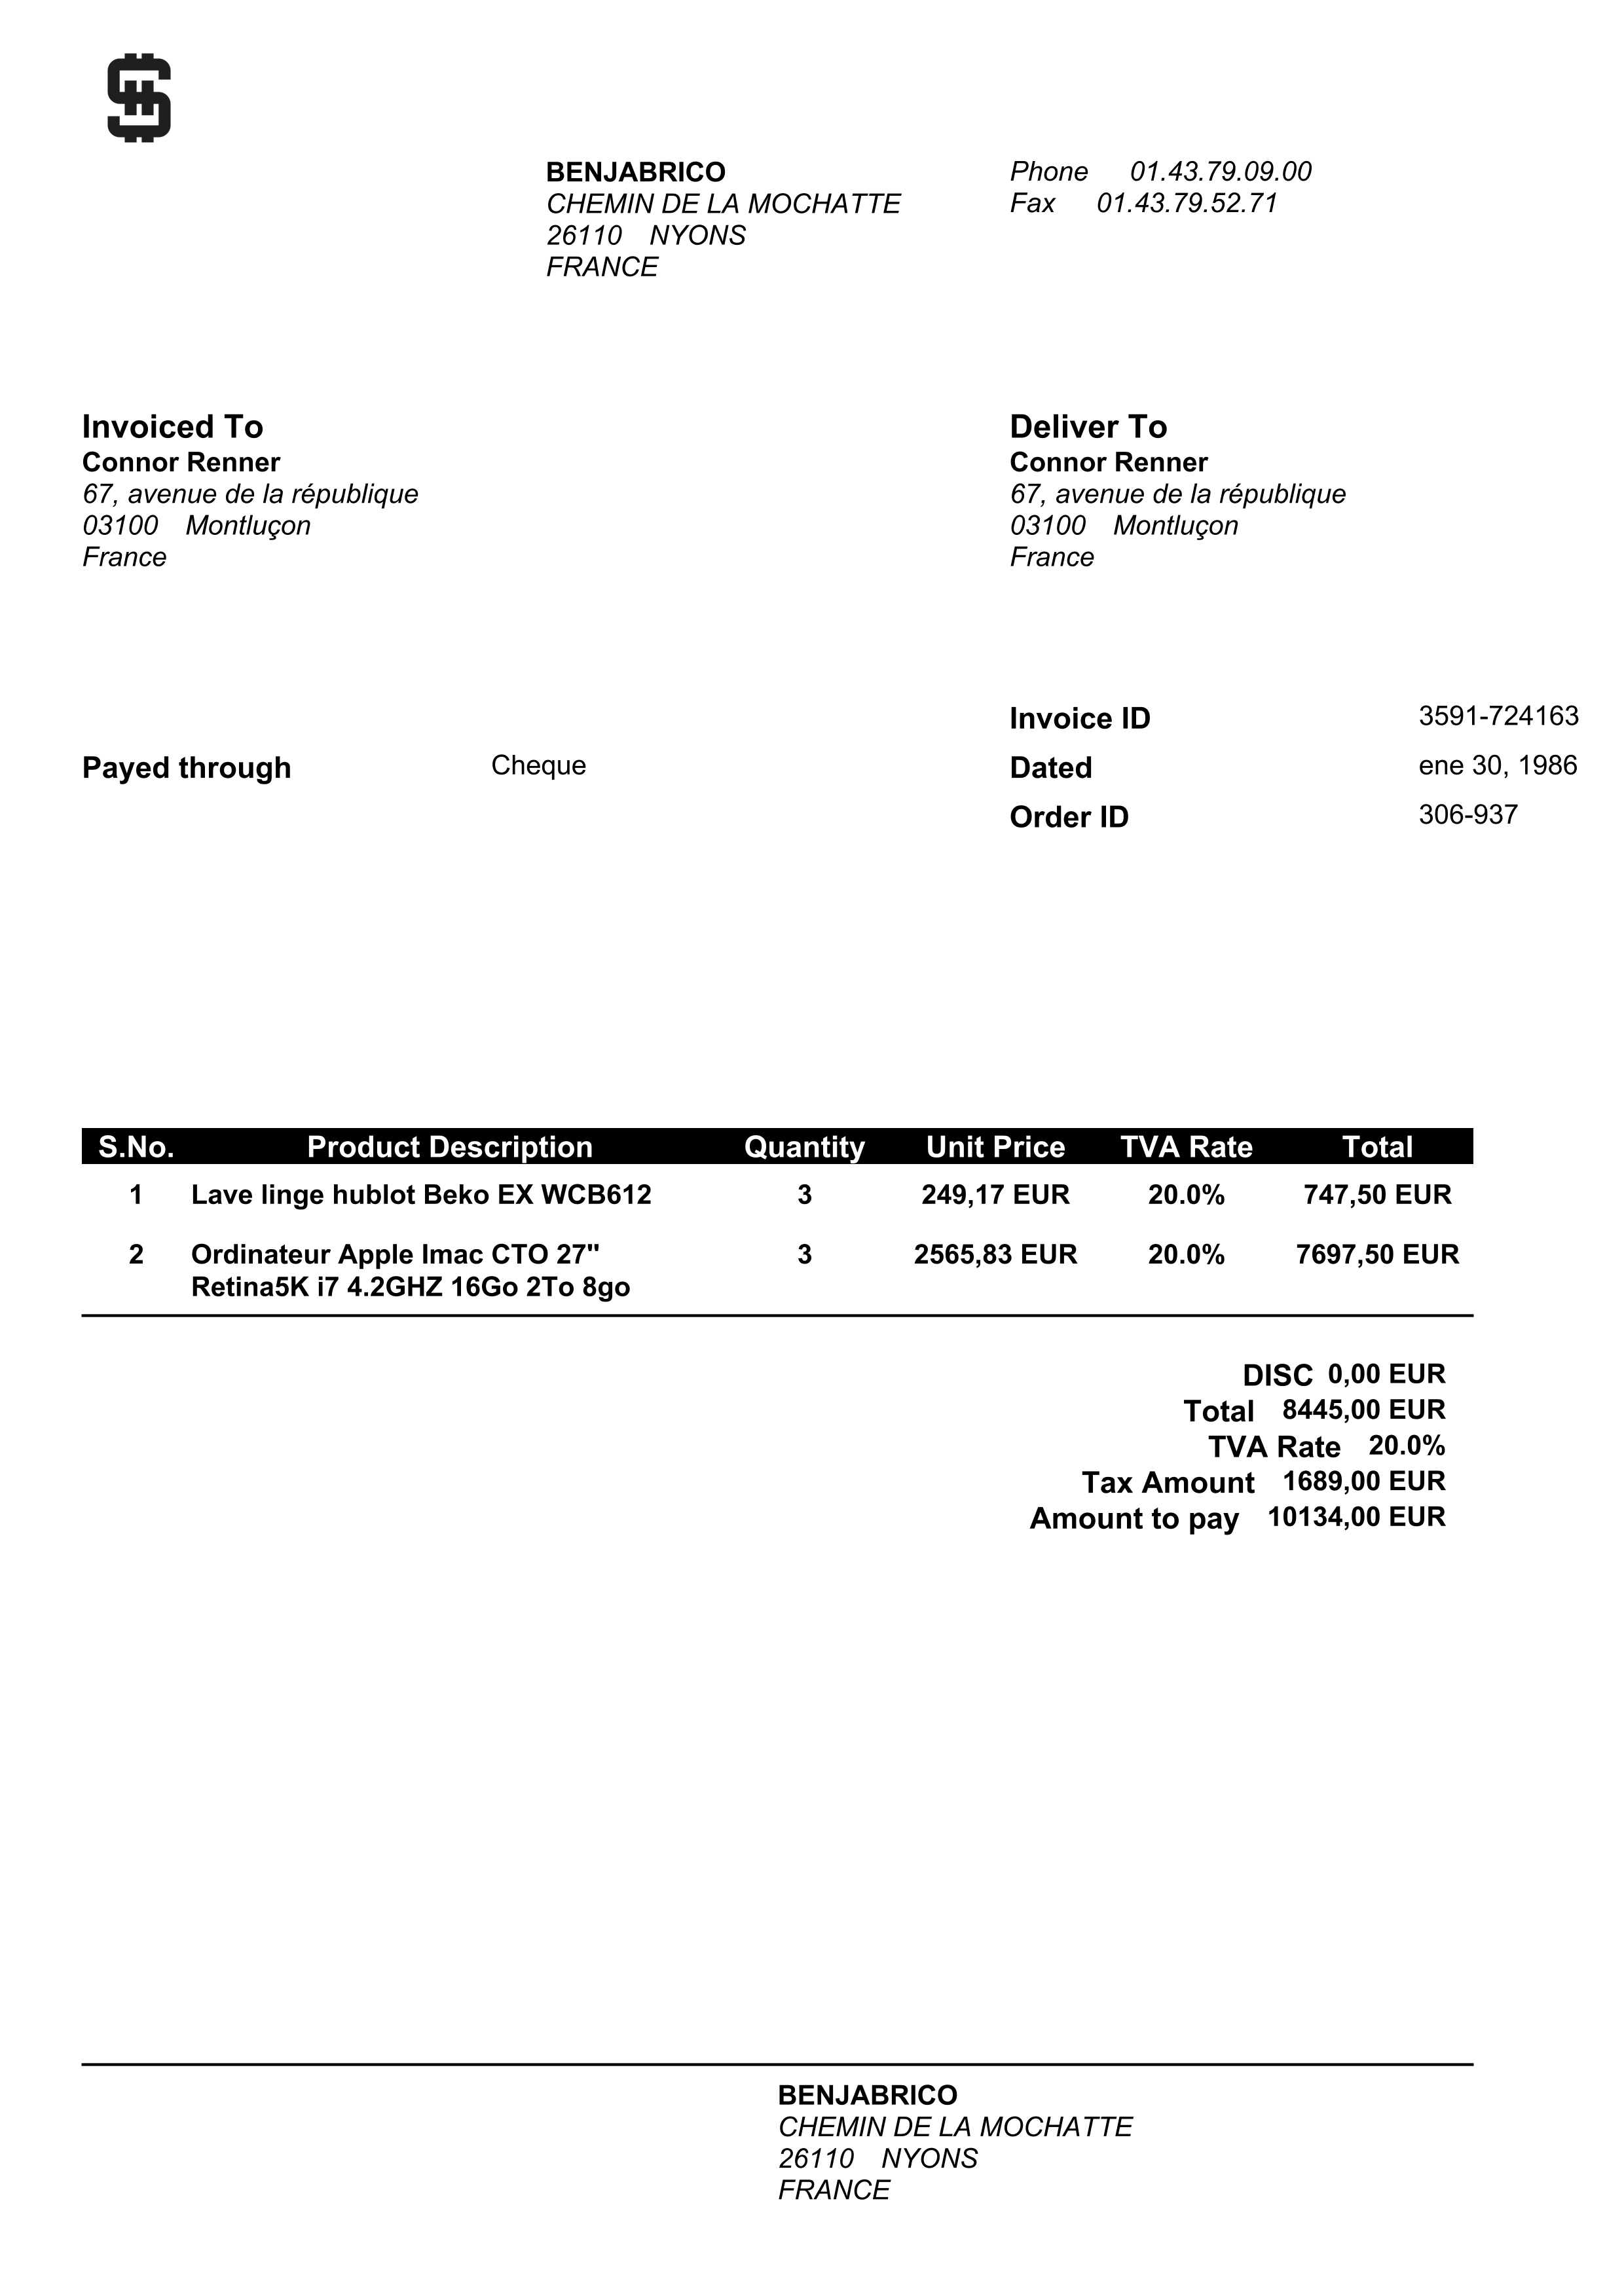 BENJABRICO
CHEMIN DE LA MOCHATTE
26110 NYONS
FRANCE
Phone 01.43.79.09.00
Fax 01.43.79.52.71
Invoiced To
Connor Renner
67, avenue de la république
03100 Montluçon
France
Deliver To
Connor Renner
67, avenue de la république
03100 Montluçon
France
Invoice ID 3591-724163
Payed through Cheque
Dated ene 30, 1986
Order ID 306-937
S.No. Product Description Quantity Unit Price TVA Rate Total
1 Lave linge hublot Beko EX WCB612 3 249,17 EUR 20.0% 747,50 EUR
2 Ordinateur Apple Imac CTO 27" 3 2565,83 EUR 20.0% 7697,50 EUR
Retina5K i7 4.2GHZ 16Go 2To 8go
DISC 0,00 EUR
Total 8445,00 EUR
TVA Rate 20.0%
Tax Amount 1689,00 EUR
Amount to pay 10134,00 EUR
BENJABRICO
CHEMIN DE LA MOCHATTE
26110 NYONS
FRANCE